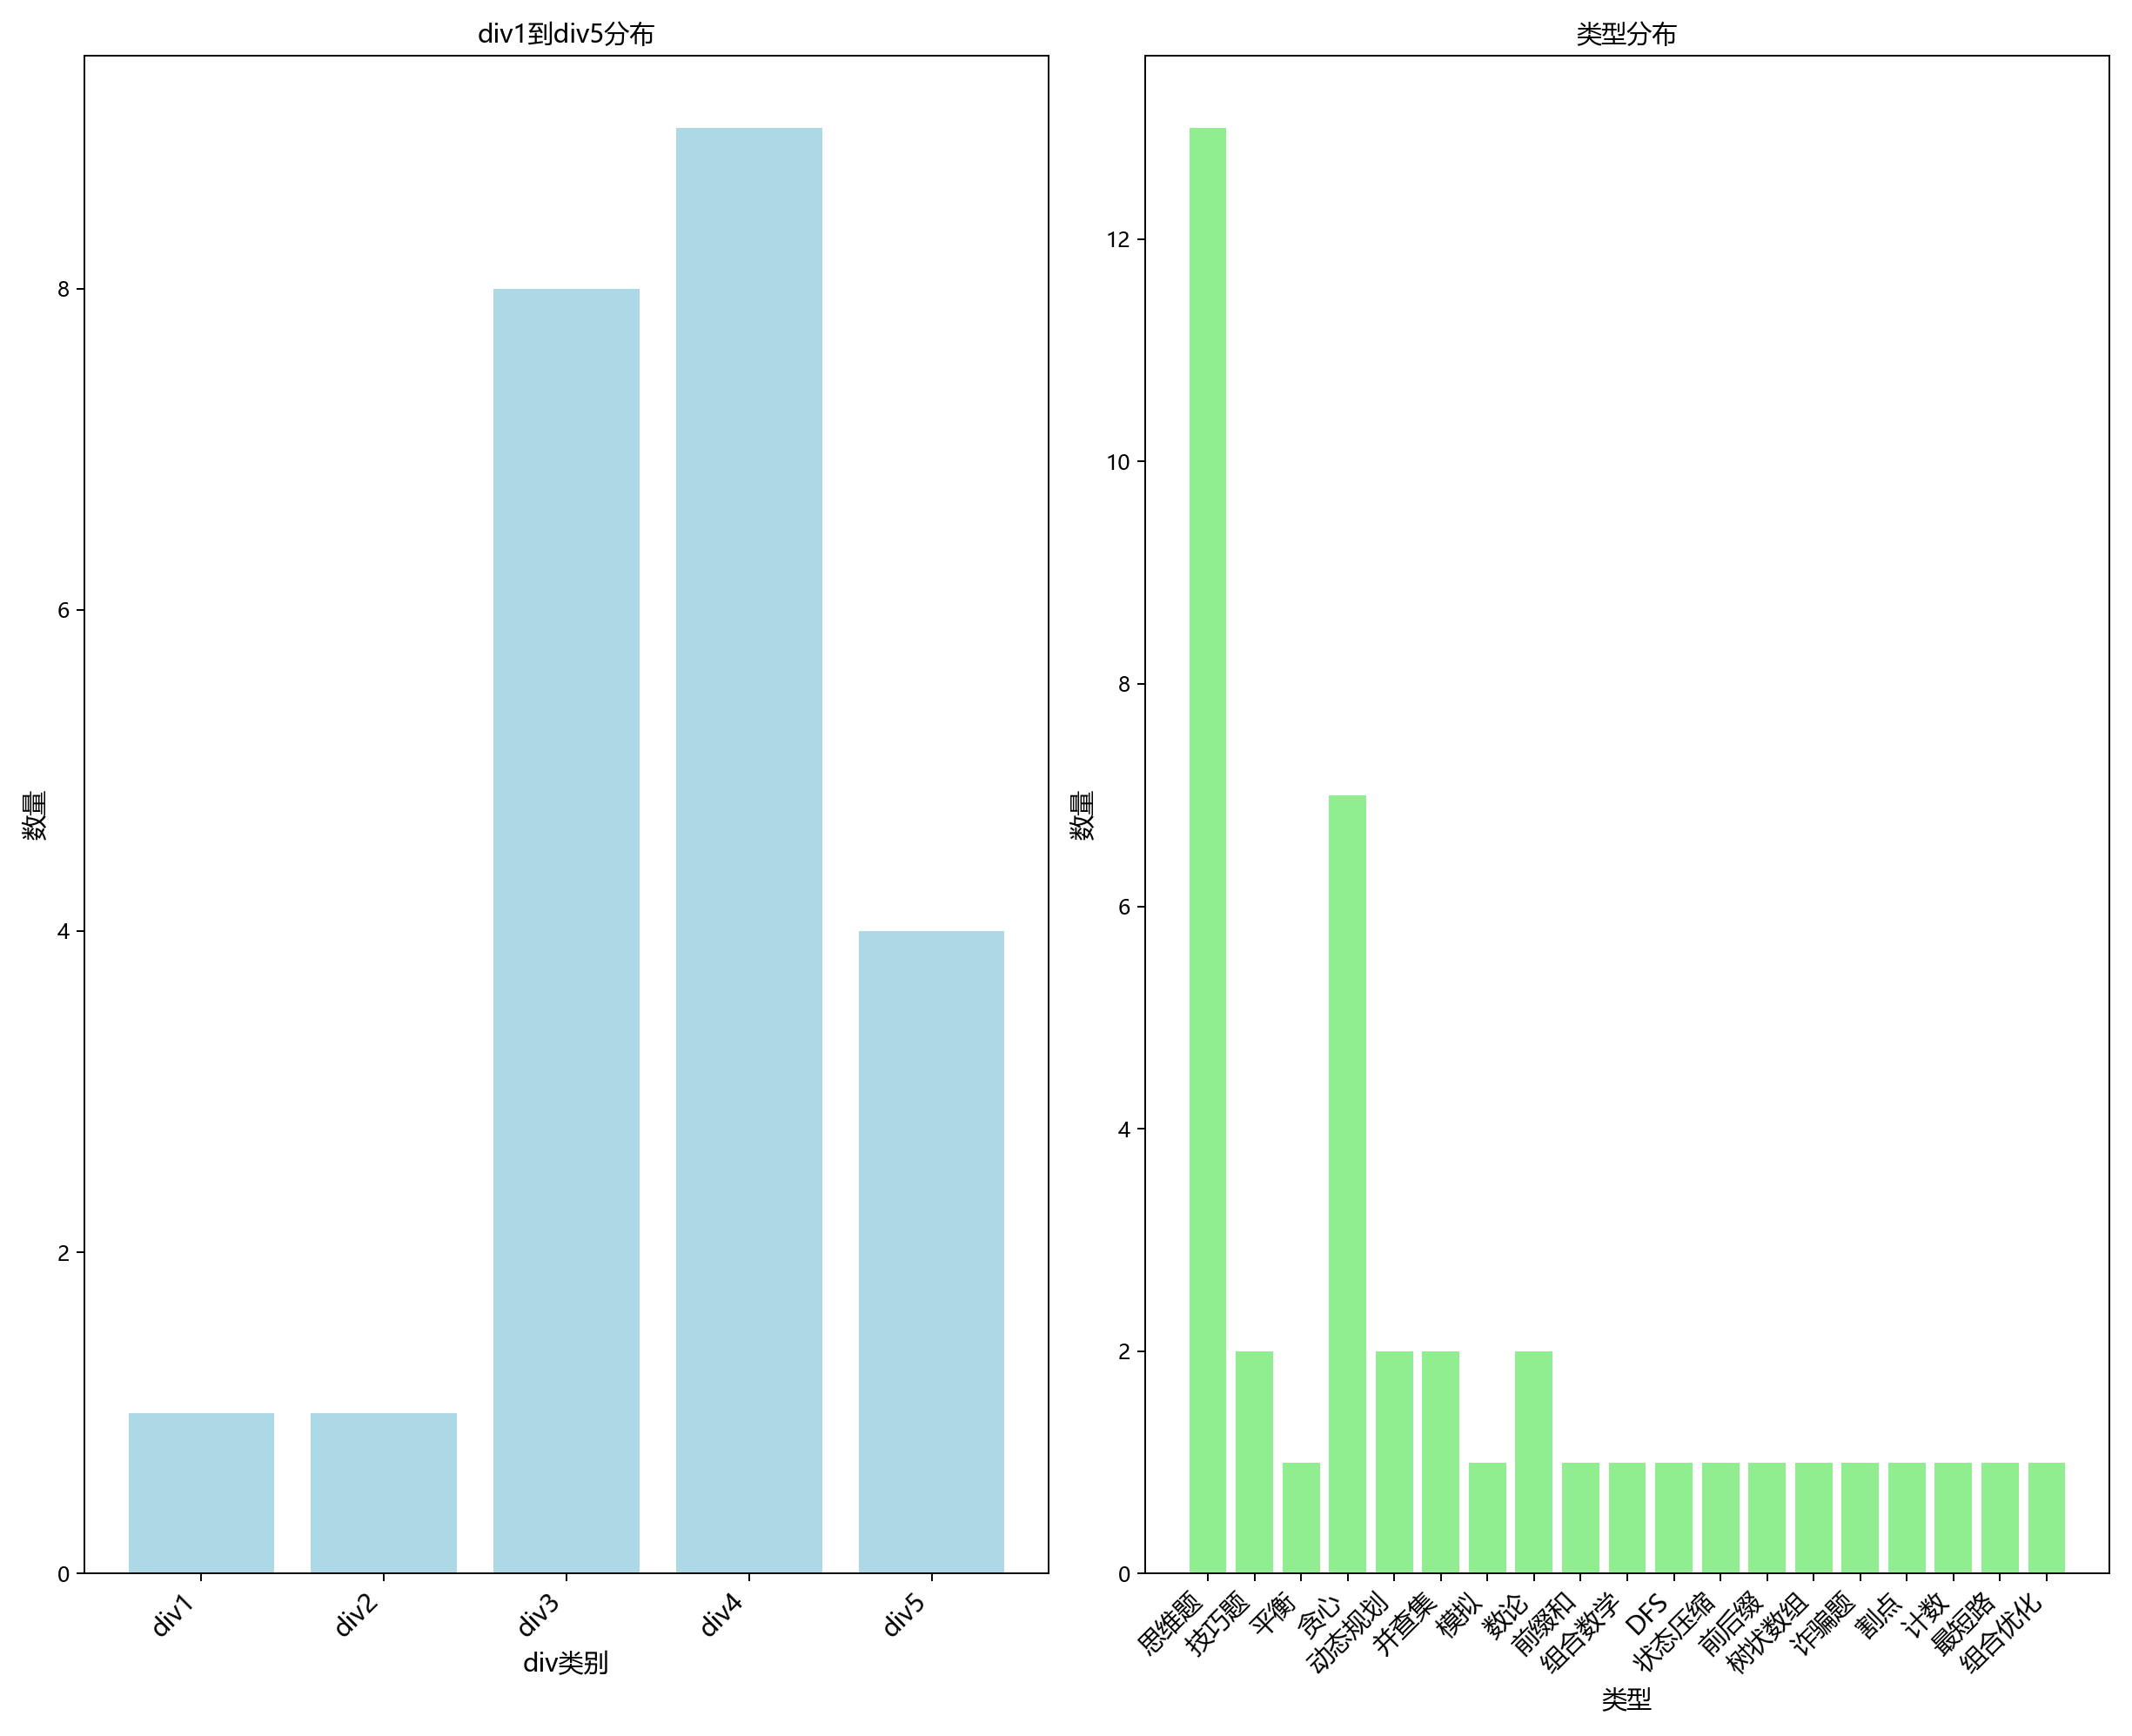 div1到div5分布
数量
8
6
4
2
0
div1
div2
div3
div4
div5
div类别
类型分布
数量
12
10
8
6
4
2
0
思维题
技巧题
平衡
贪心
动态规划
并查集
模拟
数论
前缀和
组合数学
DFS
状态压缩
前后缀
树状数组
诈骗题
割点
计数
最短路
组合优化
类型